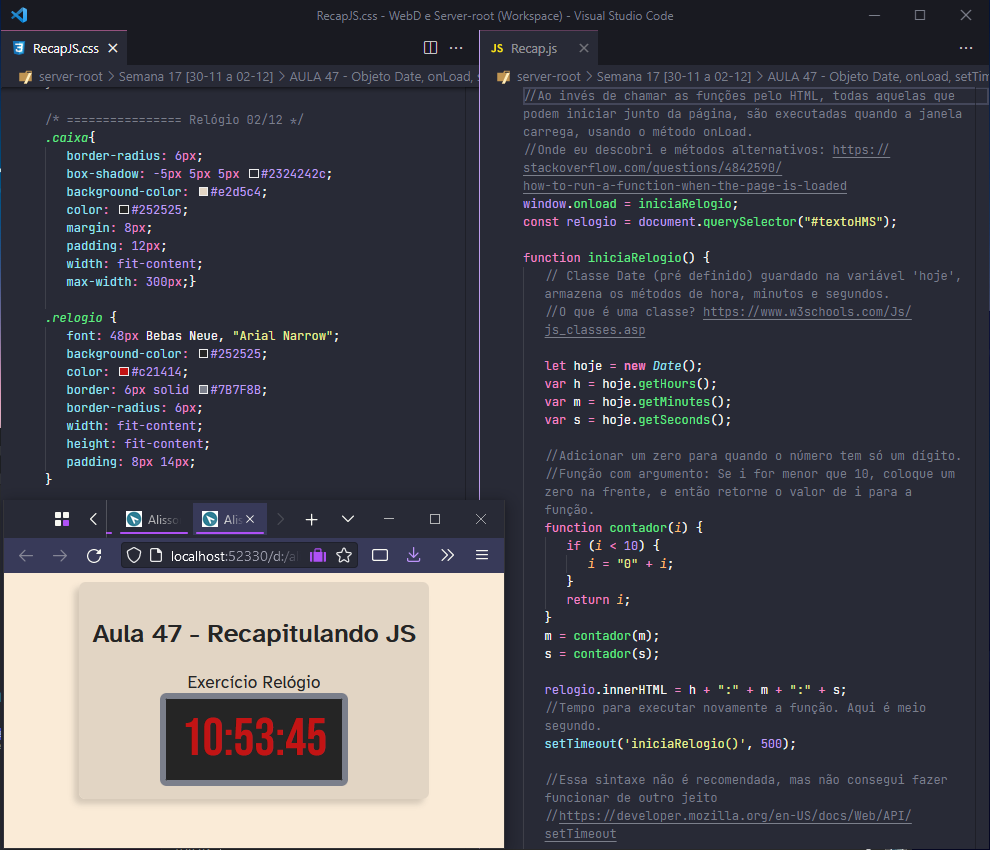 RecapJS.css - WebD e Server-root (Workspace) - Visual Studio Code
RecapJS.css
server-root > Semana 17 [30-11 a 02-12] > AULA 47 - Objeto Date, onLoad,
/* ================ Relógio 02/12 */
.caixa{
border-radius: 6px;
box-shadow: -5px 5px 5px #2324242c;
background-color: #e2d5c4;
color: #252525;
margin: 8px;
padding: 12px;
width: fit-content;
max-width: 300px;}
.relogio {
font: 48px Bebas Neue, "Arial Narrow";
background-color: #252525;
color: #c21414;
border: 6px solid #7B7F8B;
border-radius: 6px;
width: fit-content;
height: fit-content;
padding: 8px 14px;
}
JS Recap.js
server-root > Semana 17 [30-11 a 02-12] > AULA 47 - Objeto Date, onLoad, setTim
//Ao invés de chamar as funções pelo HTML, todas aquelas que
podem iniciar junto da página, são executadas quando a janela
carrega, usando o método onLoad.
//Onde eu descobri e métodos alternativos: https://
stackoverflow.com/questions/4842590/
how-to-run-a-function-when-the-page-is-loaded
window.onload = iniciaRelogio;
const relogio = document.querySelector("#textoHMS");
function iniciaRelogio() {
// Classe Date (pré definido) guardado na variável 'hoje',
armazena os métodos de hora, minutos e segundos.
//O que é uma classe? https://www.w3schools.com/Js/
js_classes.asp
let hoje = new Date();
var h = hoje.getHours();
var m = hoje.getMinutes();
var s = hoje.getSeconds();
//Adicionar um zero para quando o número tem só um dígito.
//Função com argumento: Se i for menor que 10, coloque um
zero na frente, e então retorne o valor de i para a
função.
function contador(i) {
if (i < 10) {
i = "0" + i;
}
return i;
}
m = contador(m);
s = contador(s);
relogio.innerHTML = h + ":" + m + ":" + s;
//Tempo para executar novamente a função. Aqui é meio
segundo.
setTimeout('iniciaRelogio()', 500);
//Essa sintaxe não é recomendada, mas não consegui fazer
funcionar de outro jeito
//https://developer.mozilla.org/en-US/docs/Web/API/
setTimeout
Alisso
Alis
localhost:52330/d:/a
Aula 47 - Recapitulando JS
Exercício Relógio
10:53:45